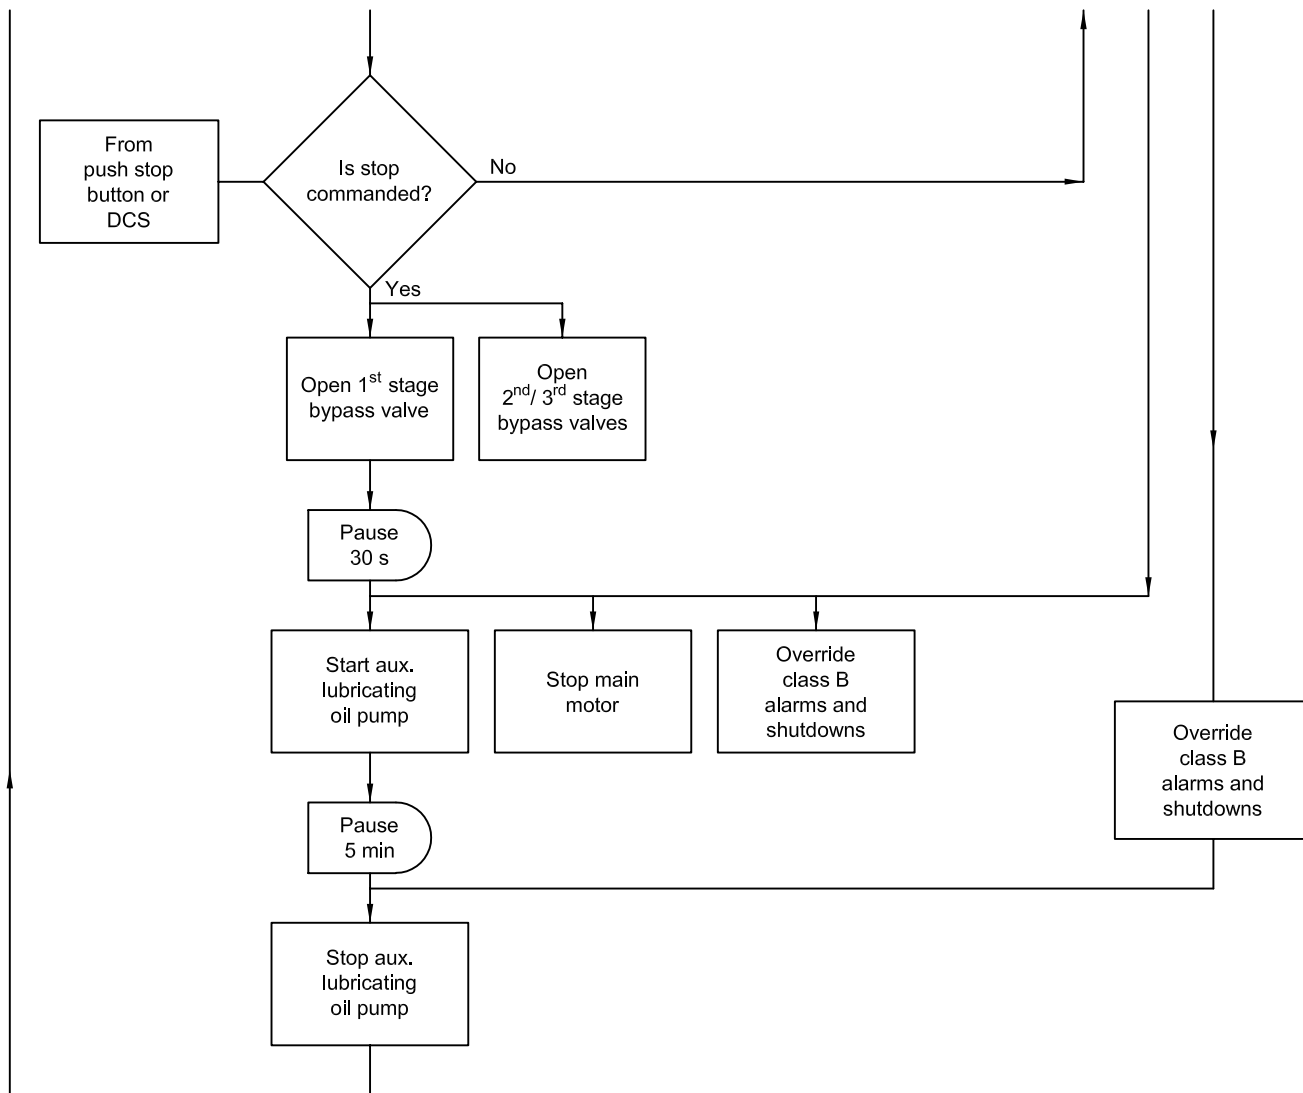 From
push stop
button or
DCS
Is stop
commanded?
No
Yes
Open 1st stage
bypass valve
Open
2nd/ 3rd stage
bypass valves
Pause
30 s
Start aux.
lubricating
oil pump
Stop main
motor
Override
class B
alarms and
shutdowns
Override
class B
alarms and
shutdowns
Pause
5 min
Stop aux.
lubricating
oil pump